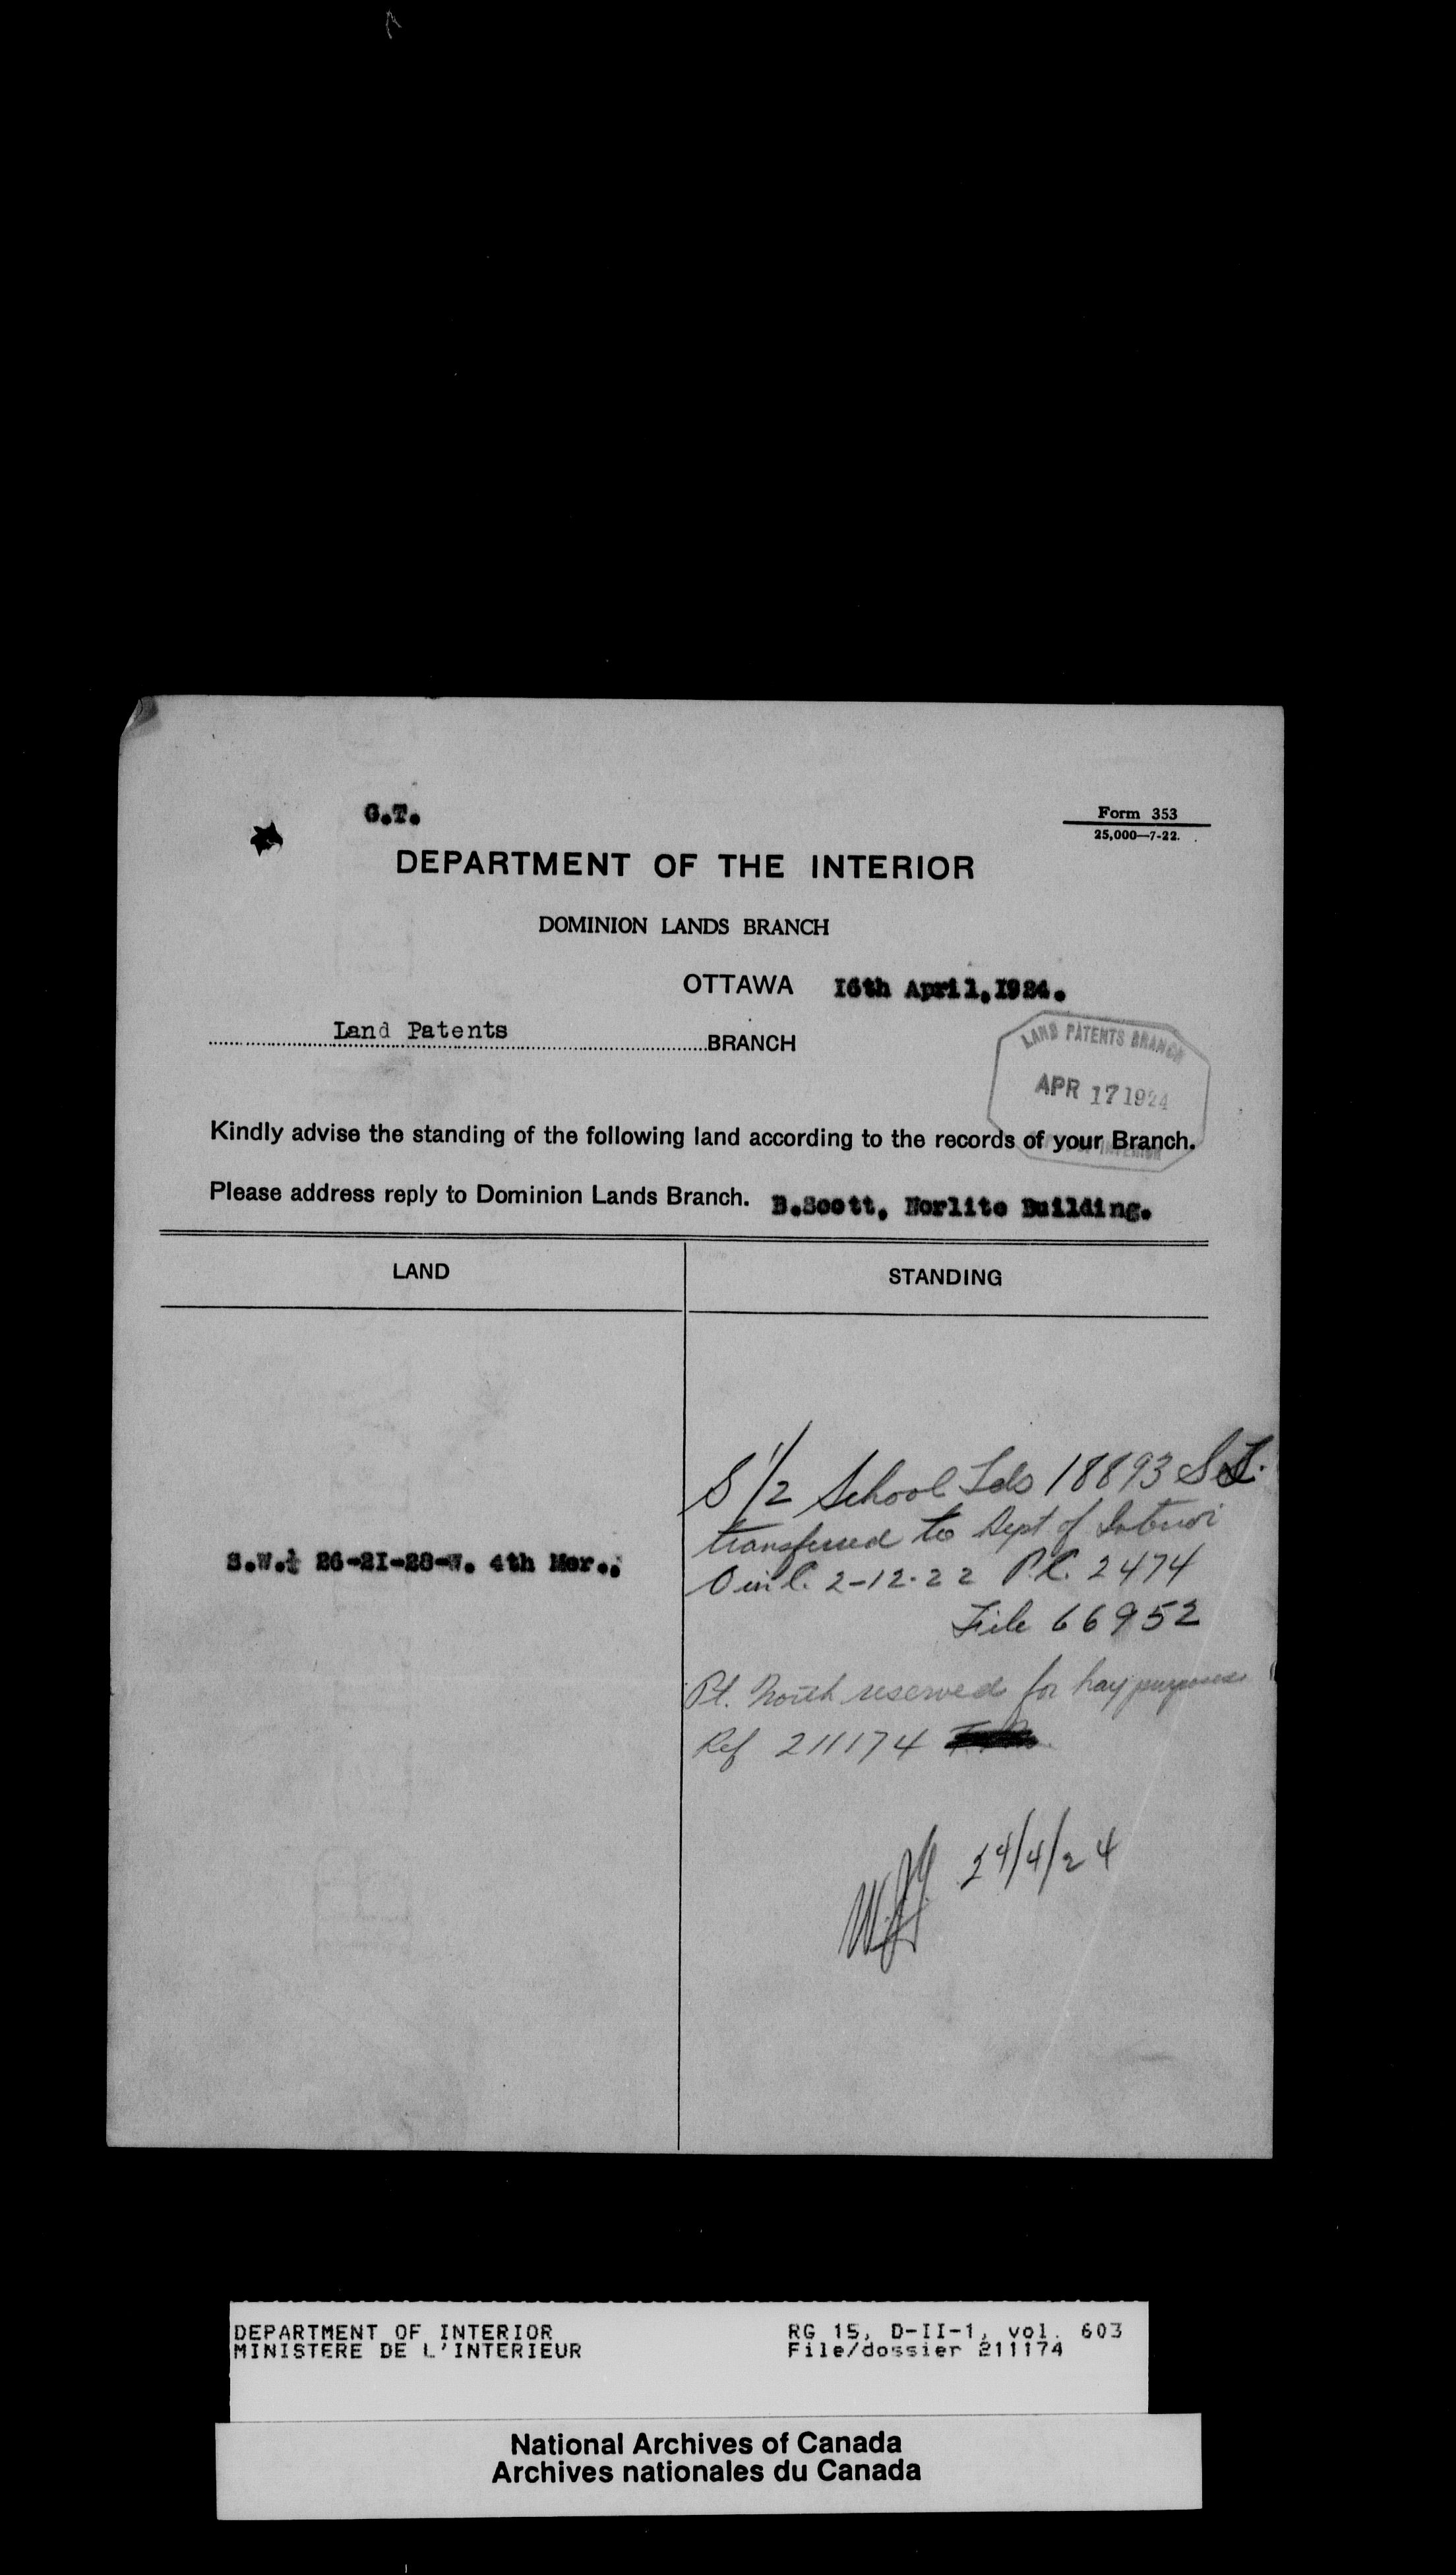 G.T.
Form 353
25,000—7-22.
DEPARTMENT OF THE INTERIOR
DOMINION LANDS BRANCH
OTTAWA 16th April, 1924.
Land Patents BRANCH
LAND PATENTS BRANCH
APR 17 1924
OF INTERIOR
Kindly advise the standing of the following land according to the records of your Branch.
Please address reply to Dominion Lands Branch. B.Scott, Norlite Building.
LAND
STANDING
S 1/2 School Lds 18893 S.L.
transferred to Dept of Interior
S.W.¼ 26-21-28-W. 4th Mer.,
O in C. 2-12-22 P.C. 2474
File 66952
Pt. North reserved for hay purposes
Ref 211174
24/4/24
DEPARTMENT OF INTERIOR
MINISTERE DE L'INTERIEUR
RG 15, D-II-1, vol. 603
File/dossier 211174
National Archives of Canada
Archives nationales du Canada